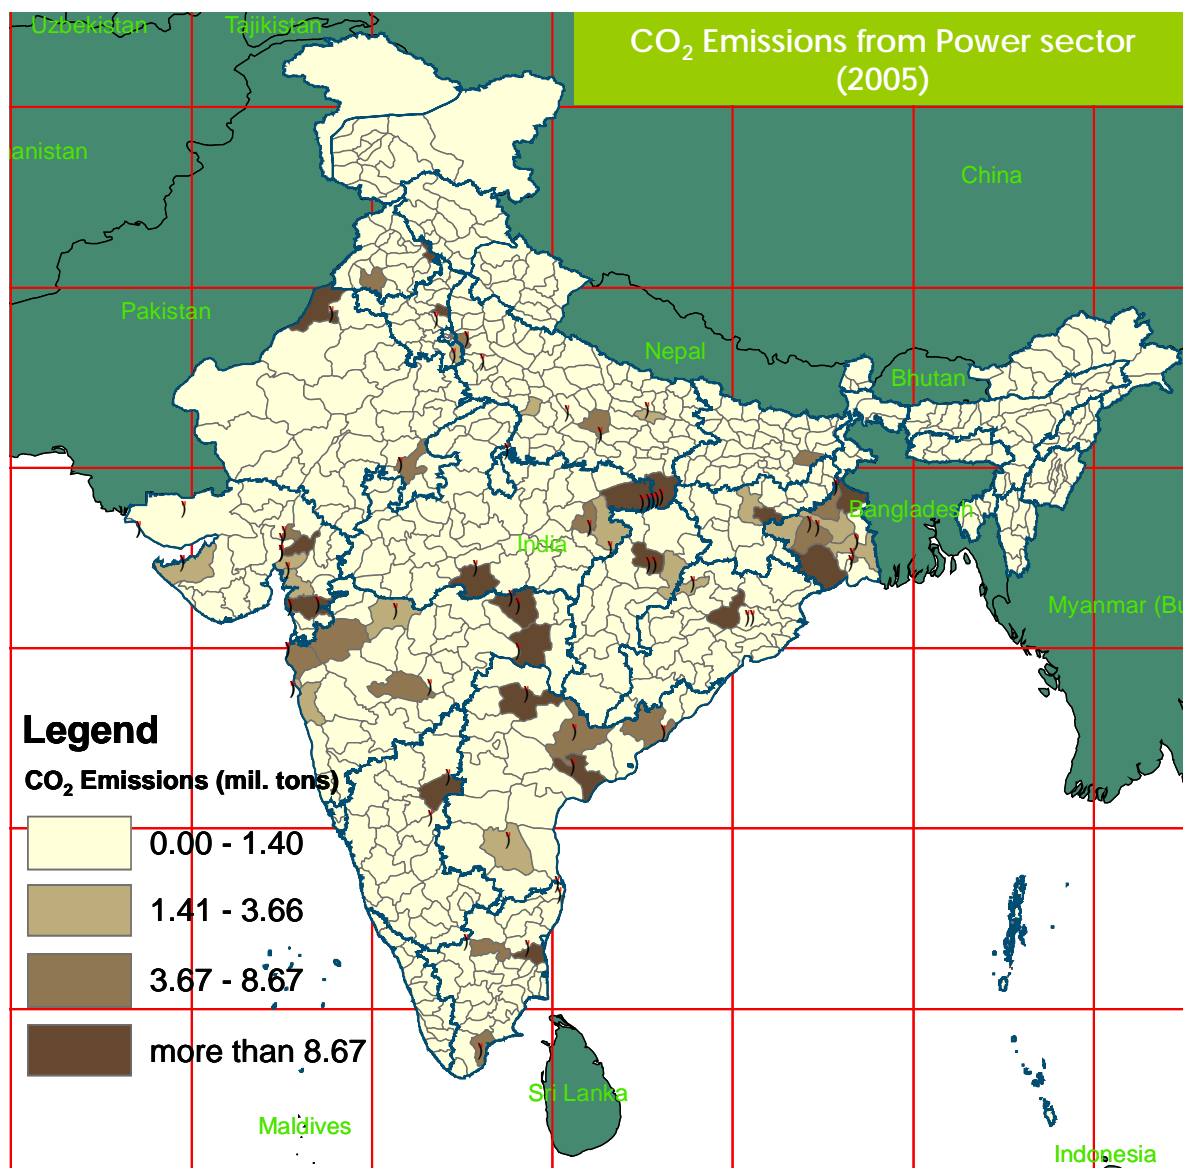 CO₂ Emissions from Power sector
(2005)
Uzbekistan
Tajikistan
anistan
China
Pakistan
Nepal
Bhutan
Bangladesh
India
Myanmar (Bu
Legend
CO₂ Emissions (mil. tons)
0.00 - 1.40
1.41 - 3.66
3.67 - 8.67
more than 8.67
Sri Lanka
Maldives
Indonesia